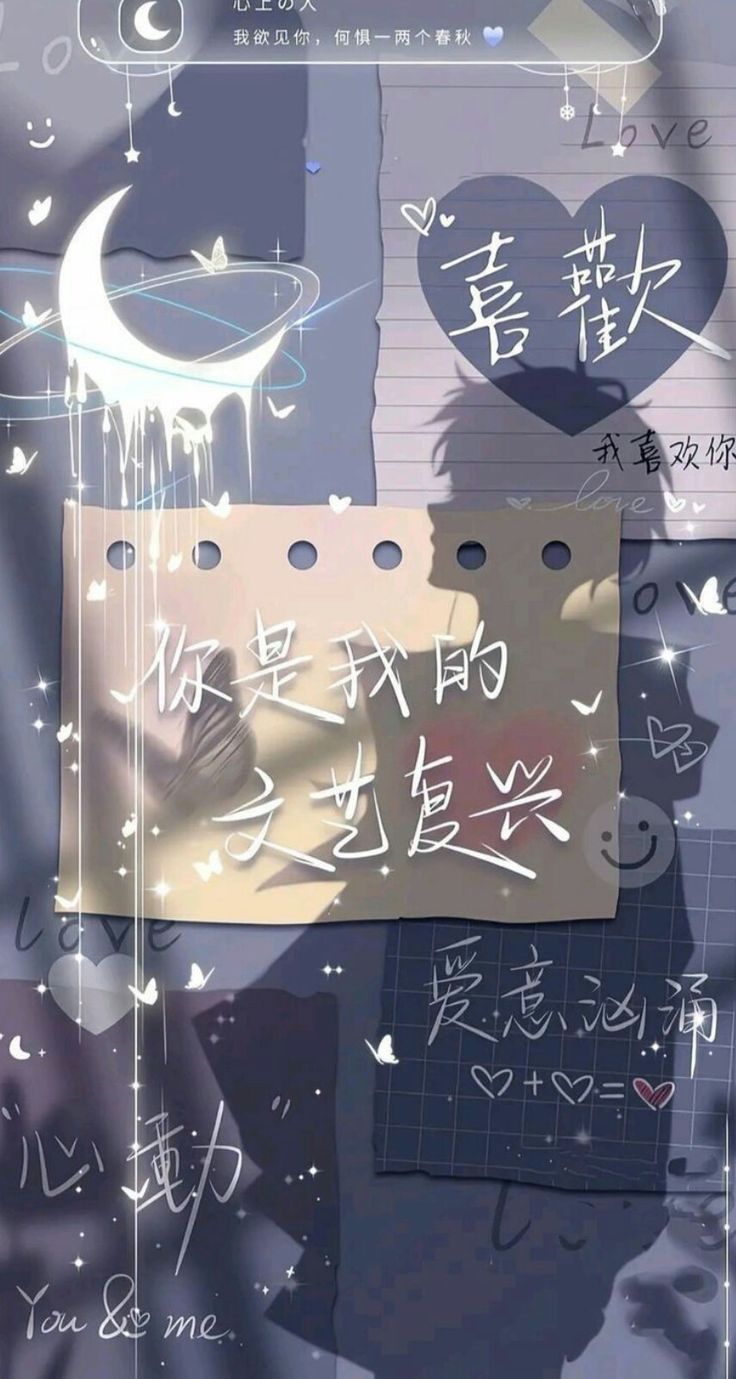 心上の人
我欲见你，何惧一两个春秋
Love
Love
喜歡
我喜欢你
love
Love
你是我的
文艺复兴
Love
爱意汹涌
+ =
"心動"
You & me